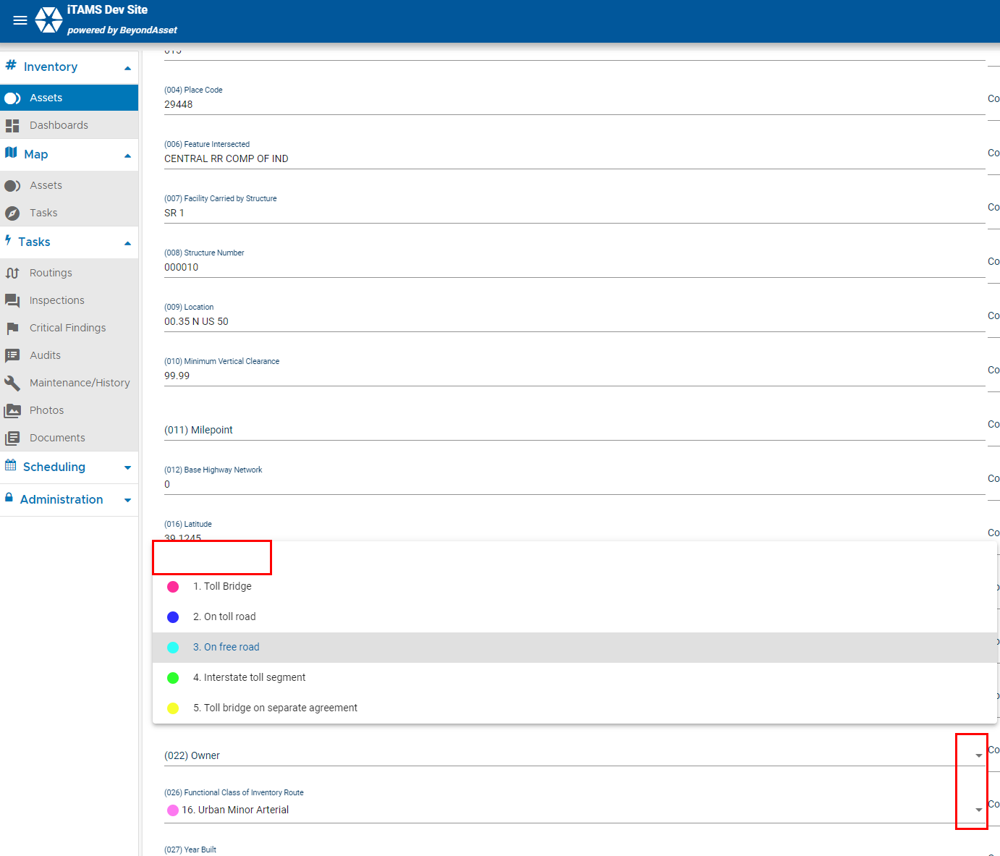 iTAMS Dev Site
powered by BeyondAsset
Inventory
Assets
Dashboards
Map
Assets
Tasks
Tasks
Routings
Inspections
Critical Findings
Audits
Maintenance/History
Photos
Documents
Scheduling
Administration
(004) Place Code
29448
Co
(006) Feature Intersected
CENTRAL RR COMP OF IND
Co
(007) Facility Carried by Structure
SR 1
Co
(008) Structure Number
000010
Co
(009) Location
00.35 N US 50
Co
(010) Minimum Vertical Clearance
99.99
Co
(011) Milepoint
Co
(012) Base Highway Network
0
Co
(016) Latitude
39.1245
Co
1. Toll Bridge
2. On toll road
3. On free road
4. Interstate toll segment
5. Toll bridge on separate agreement
(022) Owner
Co
(026) Functional Class of Inventory Route
16. Urban Minor Arterial
Co
(027) Year Built